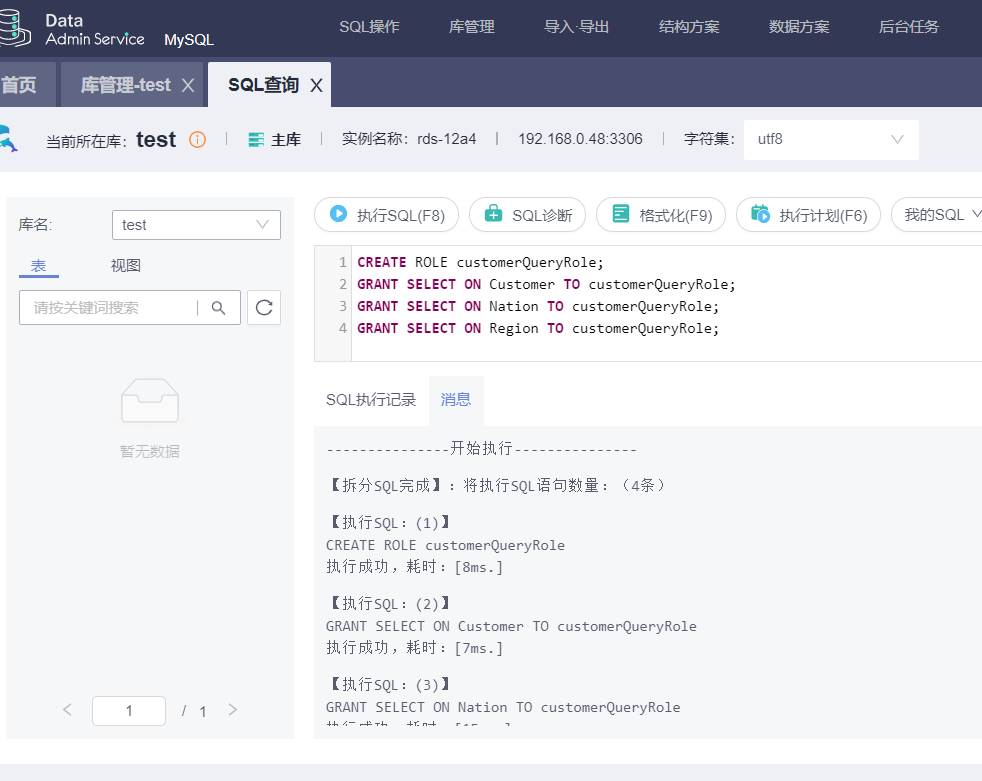 Data
Admin Service MySQL
SQL操作 库管理 导入·导出 结构方案 数据方案 后台任务
首页 库管理-test X SQL查询 X
当前所在库: test 主库 实例名称: rds-12a4 192.168.0.48:3306 字符集: utf8
库名: test
表 视图
请按关键词搜索
暂无数据
1 / 1
执行SQL(F8) SQL诊断 格式化(F9) 执行计划(F6) 我的SQL
1 CREATE ROLE customerQueryRole;
2 GRANT SELECT ON Customer TO customerQueryRole;
3 GRANT SELECT ON Nation TO customerQueryRole;
4 GRANT SELECT ON Region TO customerQueryRole;
SQL执行记录 消息
---------------开始执行---------------
【拆分SQL完成】: 将执行SQL语句数量: （4条）
【执行SQL: (1)】
CREATE ROLE customerQueryRole
执行成功, 耗时: [8ms.]
【执行SQL: (2)】
GRANT SELECT ON Customer TO customerQueryRole
执行成功, 耗时: [7ms.]
【执行SQL: (3)】
GRANT SELECT ON Nation TO customerQueryRole